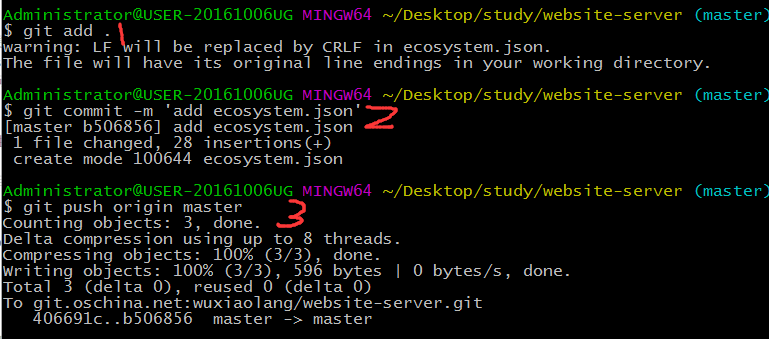 Administrator@USER-20161006UG MINGW64 ~/Desktop/study/website-server (master)
$ git add . 1
warning: LF will be replaced by CRLF in ecosystem.json.
The file will have its original line endings in your working directory.
Administrator@USER-20161006UG MINGW64 ~/Desktop/study/website-server (master)
$ git commit -m 'add ecosystem.json' 2
[master b506856] add ecosystem.json
 1 file changed, 28 insertions(+)
 create mode 100644 ecosystem.json
Administrator@USER-20161006UG MINGW64 ~/Desktop/study/website-server (master)
$ git push origin master 3
Counting objects: 3, done.
Delta compression using up to 8 threads.
Compressing objects: 100% (3/3), done.
Writing objects: 100% (3/3), 596 bytes | 0 bytes/s, done.
Total 3 (delta 0), reused 0 (delta 0)
To git.oschina.net:wuxiaolang/website-server.git
   406691c..b506856  master -> master